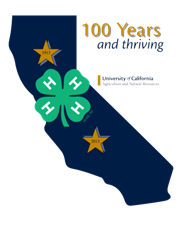 100 Years
and thriving
University of California
Agriculture and Natural Resources
H H
H H